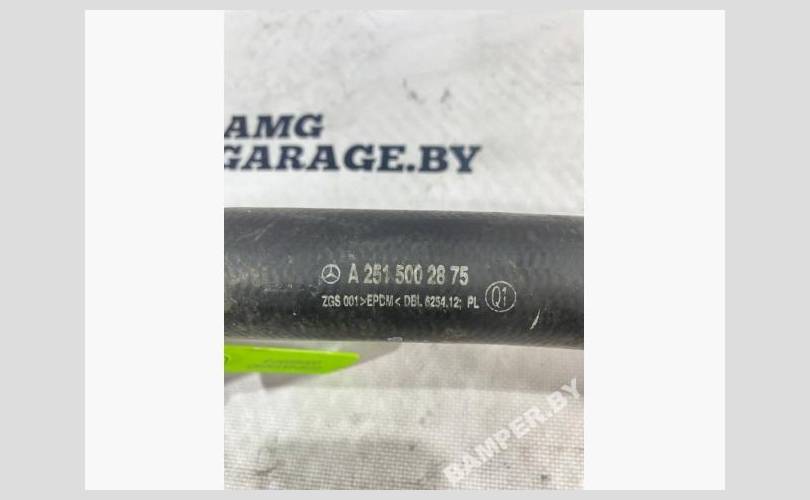 AMG
GARAGE.BY
A 251 500 28 75
ZGS 001 >EPDM< DBL 6254.12; PL Q1
BAMPER.BY